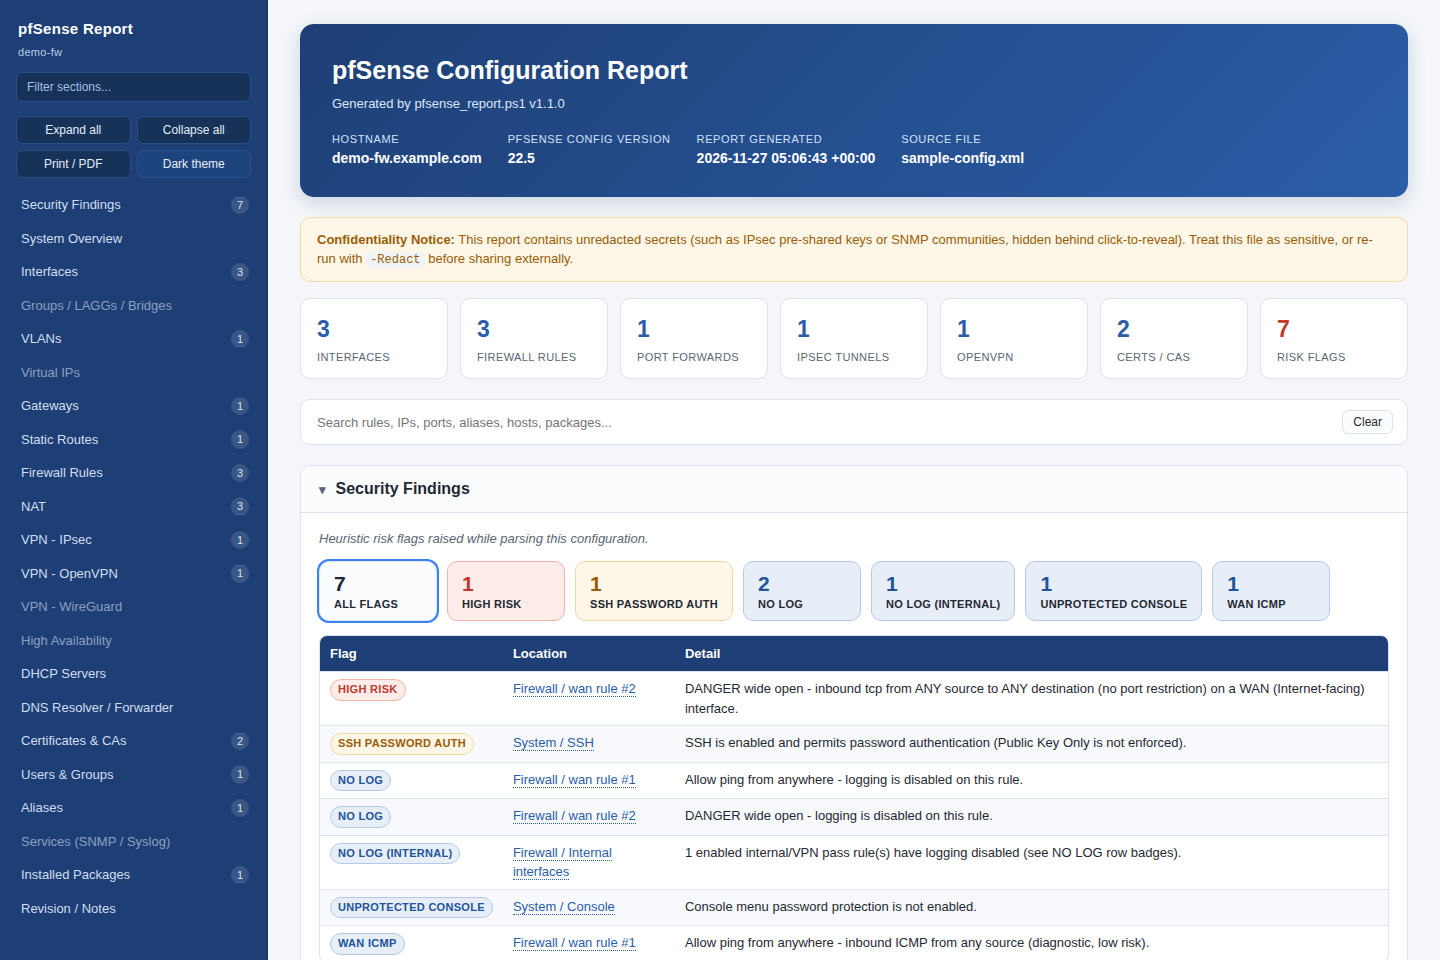 pfSense Report
demo-fw
Filter sections...
Expand all
Collapse all
Print / PDF
Dark theme
Security Findings 7
System Overview
Interfaces 3
Groups / LAGGs / Bridges
VLANs 1
Virtual IPs
Gateways 1
Static Routes 1
Firewall Rules 3
NAT 3
VPN - IPsec 1
VPN - OpenVPN 1
VPN - WireGuard
High Availability
DHCP Servers
DNS Resolver / Forwarder
Certificates & CAs 2
Users & Groups 1
Aliases 1
Services (SNMP / Syslog)
Installed Packages 1
Revision / Notes
pfSense Configuration Report
Generated by pfsense_report.ps1 v1.1.0
HOSTNAME
demo-fw.example.com
PFSENSE CONFIG VERSION
22.5
REPORT GENERATED
2026-11-27 05:06:43 +00:00
SOURCE FILE
sample-config.xml
Confidentiality Notice: This report contains unredacted secrets (such as IPsec pre-shared keys or SNMP communities, hidden behind click-to-reveal). Treat this file as sensitive, or re-
run with -Redact before sharing externally.
3
INTERFACES
3
FIREWALL RULES
1
PORT FORWARDS
1
IPSEC TUNNELS
1
OPENVPN
2
CERTS / CAS
7
RISK FLAGS
Search rules, IPs, ports, aliases, hosts, packages...
Clear
▾ Security Findings
Heuristic risk flags raised while parsing this configuration.
7
ALL FLAGS
1
HIGH RISK
1
SSH PASSWORD AUTH
2
NO LOG
1
NO LOG (INTERNAL)
1
UNPROTECTED CONSOLE
1
WAN ICMP
Flag Location Detail
HIGH RISK Firewall / wan rule #2 DANGER wide open - inbound tcp from ANY source to ANY destination (no port restriction) on a WAN (Internet-facing)
interface.
SSH PASSWORD AUTH System / SSH SSH is enabled and permits password authentication (Public Key Only is not enforced).
NO LOG Firewall / wan rule #1 Allow ping from anywhere - logging is disabled on this rule.
NO LOG Firewall / wan rule #2 DANGER wide open - logging is disabled on this rule.
NO LOG (INTERNAL) Firewall / Internal 1 enabled internal/VPN pass rule(s) have logging disabled (see NO LOG row badges).
interfaces
UNPROTECTED CONSOLE System / Console Console menu password protection is not enabled.
WAN ICMP Firewall / wan rule #1 Allow ping from anywhere - inbound ICMP from any source (diagnostic, low risk).